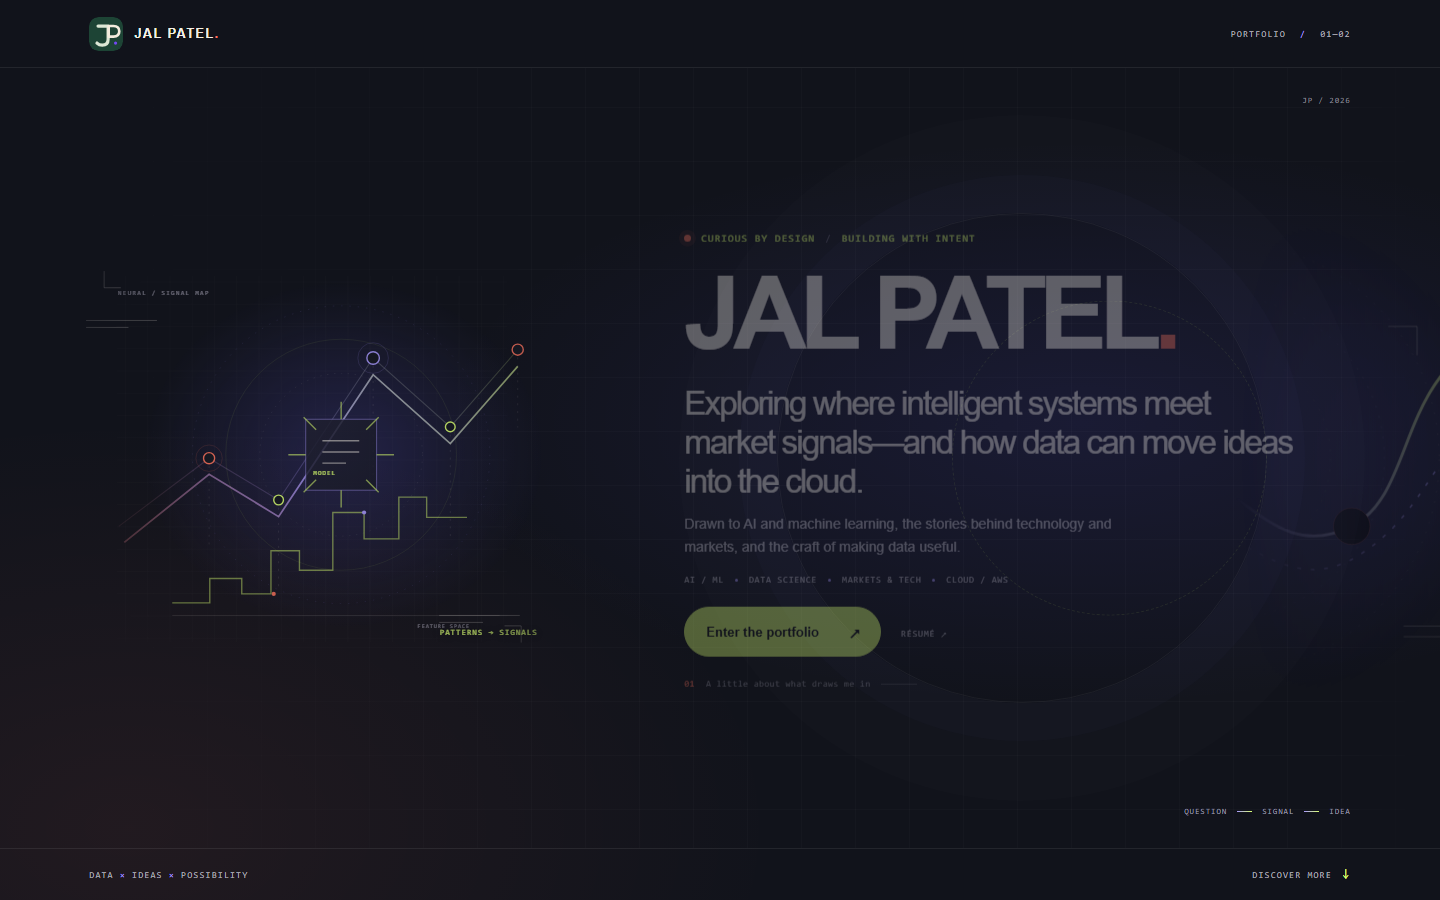 JP JAL PATEL.
PORTFOLIO / 01—02
JP / 2026
CURIOUS BY DESIGN / BUILDING WITH INTENT
JAL PATEL.
NEURAL / SIGNAL MAP
Exploring where intelligent systems meet
market signals—and how data can move ideas
into the cloud.
MODEL
Drawn to AI and machine learning, the stories behind technology and
markets, and the craft of making data useful.
AI / ML • DATA SCIENCE • MARKETS & TECH • CLOUD / AWS
FEATURE SPACE
PATTERNS → SIGNALS
Enter the portfolio ↗
RÉSUMÉ ↗
01 A little about what draws me in
QUESTION — SIGNAL — IDEA
DATA × IDEAS × POSSIBILITY
DISCOVER MORE ↓